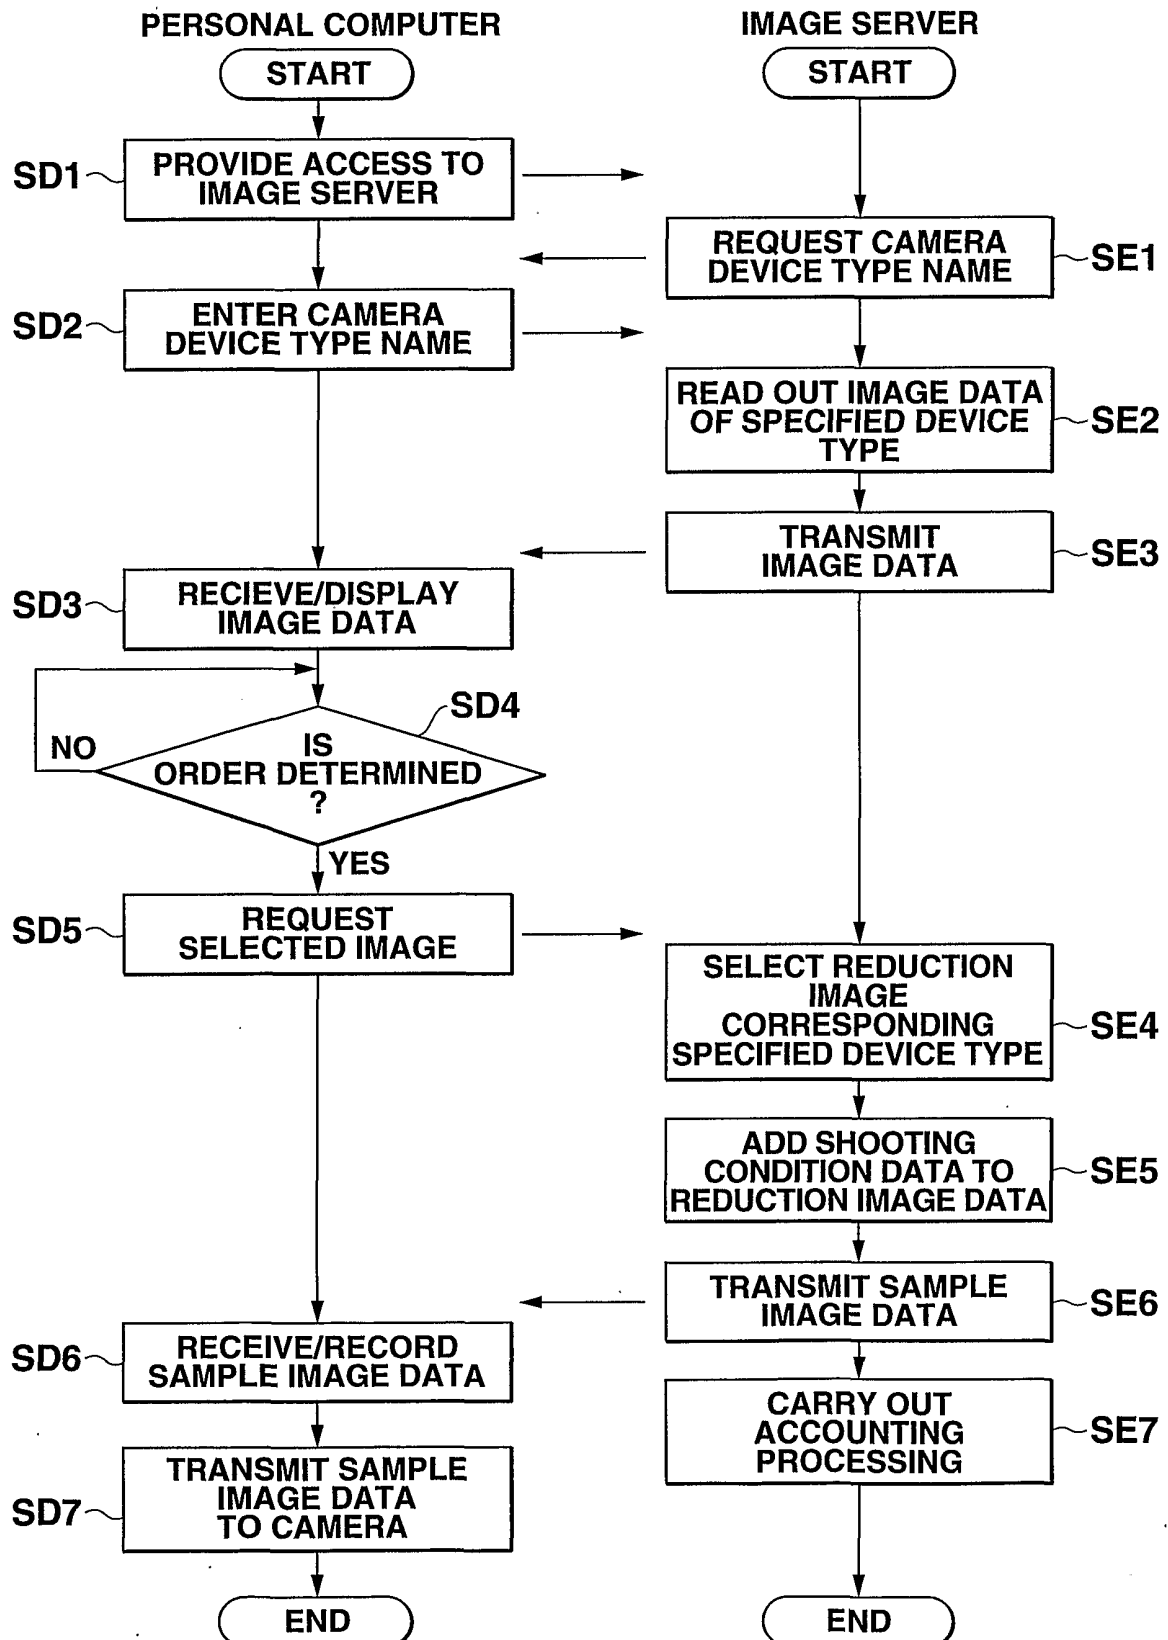 PERSONAL COMPUTER
START
SD1
PROVIDE ACCESS TO
IMAGE SERVER
SD2
ENTER CAMERA
DEVICE TYPE NAME
SD3
RECIEVE/DISPLAY
IMAGE DATA
SD4
NO
IS
ORDER DETERMINED
?
YES
SD5
REQUEST
SELECTED IMAGE
SD6
RECEIVE/RECORD
SAMPLE IMAGE DATA
SD7
TRANSMIT SAMPLE
IMAGE DATA
TO CAMERA
END
IMAGE SERVER
START
REQUEST CAMERA
DEVICE TYPE NAME
SE1
READ OUT IMAGE DATA
OF SPECIFIED DEVICE
TYPE
SE2
TRANSMIT
IMAGE DATA
SE3
SELECT REDUCTION
IMAGE
CORRESPONDING
SPECIFIED DEVICE TYPE
SE4
ADD SHOOTING
CONDITION DATA TO
REDUCTION IMAGE DATA
SE5
TRANSMIT SAMPLE
IMAGE DATA
SE6
CARRY OUT
ACCOUNTING
PROCESSING
SE7
END